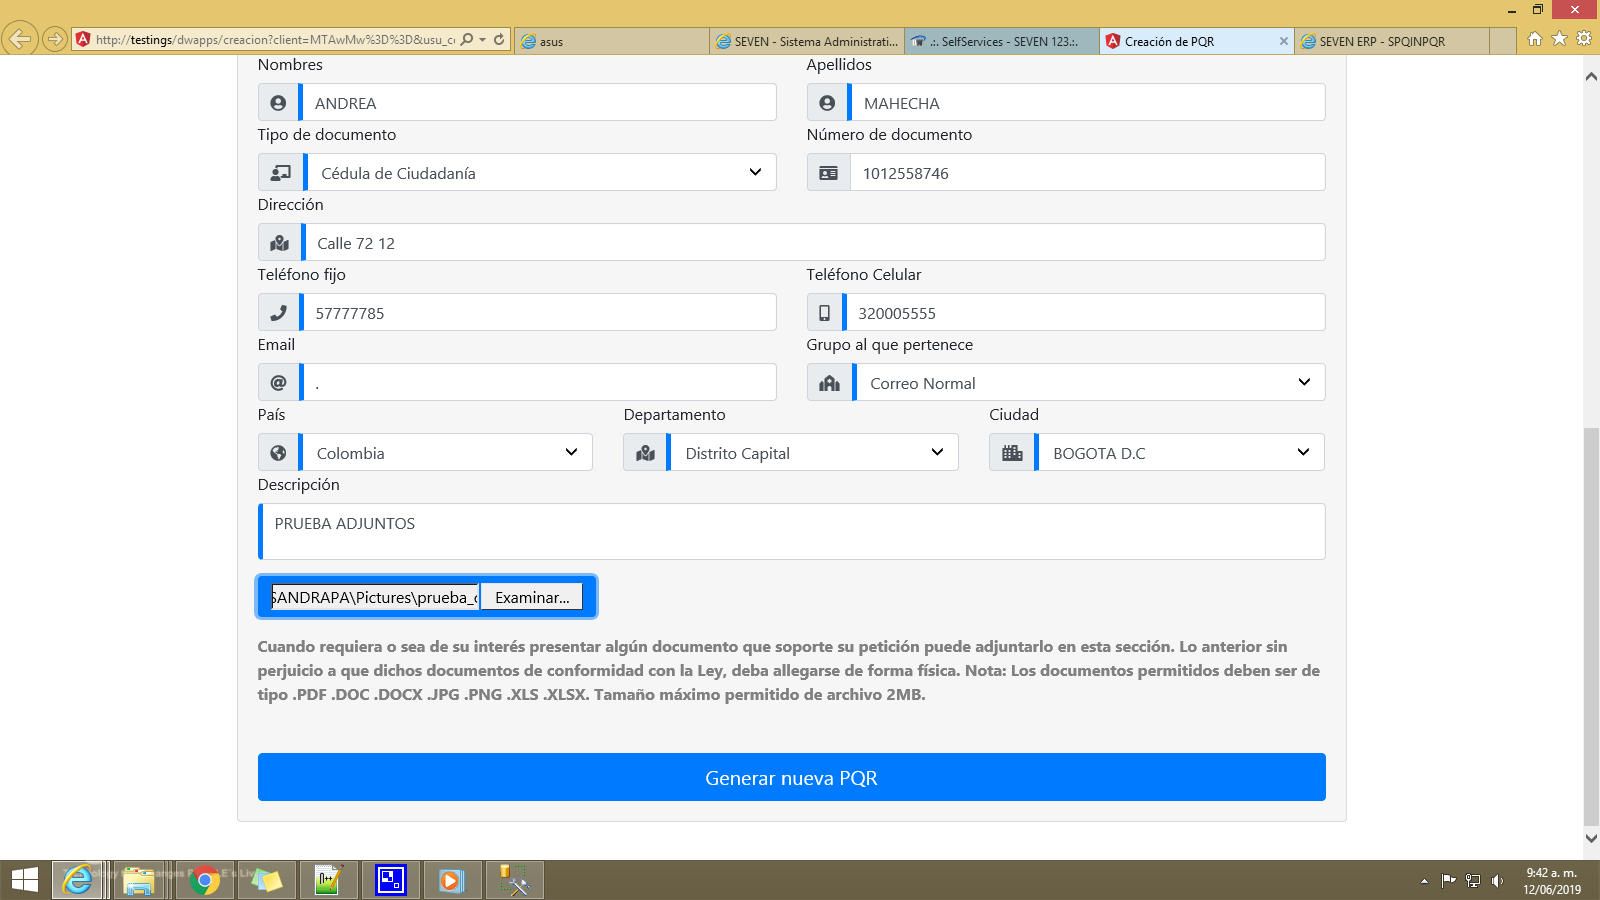 http://testings/dwapps/creacion?client=MTAwMw%3D%3D&usu_c
asus
SEVEN - Sistema Administrati...
.:. SelfServices - SEVEN 123.:.
Creación de PQR
SEVEN ERP - SPQINPQR
Nombres
Apellidos
ANDREA
MAHECHA
Tipo de documento
Número de documento
Cédula de Ciudadanía
1012558746
Dirección
Calle 72 12
Teléfono fijo
Teléfono Celular
57777785
320005555
Email
Grupo al que pertenece
.
Correo Normal
País
Departamento
Ciudad
Colombia
Distrito Capital
BOGOTA D.C
Descripción
PRUEBA ADJUNTOS
SANDRAPA\Pictures\prueba_
Examinar...
Cuando requiera o sea de su interés presentar algún documento que soporte su petición puede adjuntarlo en esta sección. Lo anterior sin
perjuicio a que dichos documentos de conformidad con la Ley, deba allegarse de forma física. Nota: Los documentos permitidos deben ser de
tipo .PDF .DOC .DOCX .JPG .PNG .XLS .XLSX. Tamaño máximo permitido de archivo 2MB.
Generar nueva PQR
9:42 a. m.
12/06/2019